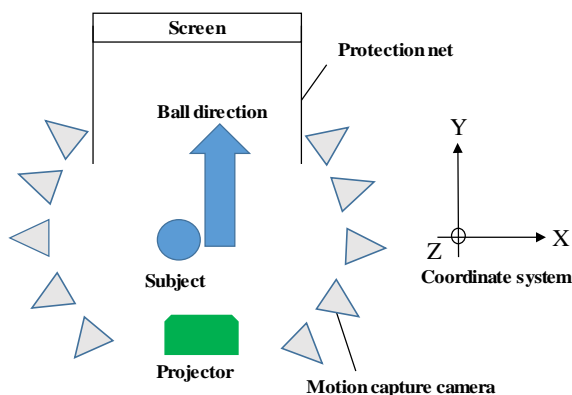 Screen
Protection net
Ball direction
Y
X
Z
Coordinate system
Subject
Projector
Motion capture camera